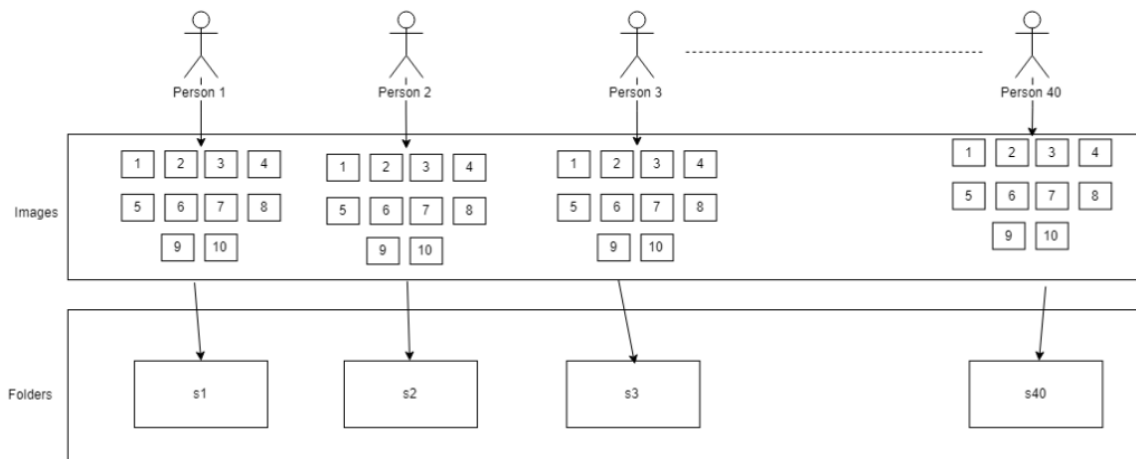 Person 1 Person 2 Person 3 Person 40
1 2 3 4 1 2 3 4 1 2 3 4 1 2 3 4
5 6 7 8 5 6 7 8 5 6 7 8 5 6 7 8
Images
9 10 9 10 9 10 9 10
Folders
s1 s2 s3 s40